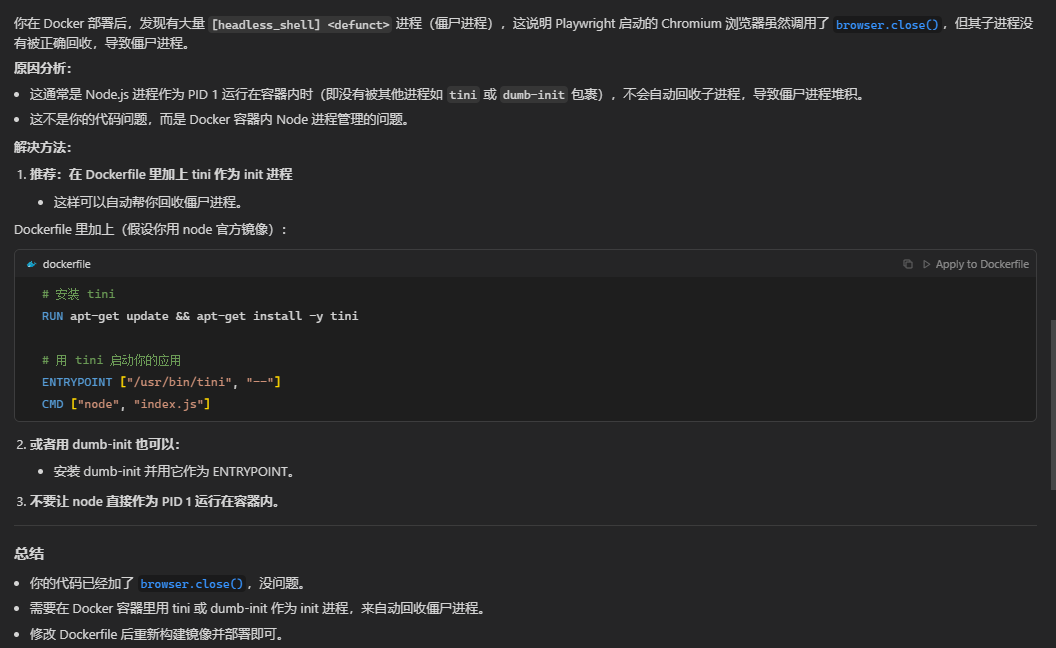 你在 Docker 部署后，发现有大量 [headless_shell] <defunct> 进程（僵尸进程），这说明 Playwright 启动的 Chromium 浏览器虽然调用了 browser.close()，但其子进程没
有被正确回收，导致僵尸进程。
原因分析：
• 这通常是 Node.js 进程作为 PID 1 运行在容器内时（即没有被其他进程如 tini 或 dumb-init 包裹），不会自动回收子进程，导致僵尸进程堆积。
• 这不是你的代码问题，而是 Docker 容器内 Node 进程管理的问题。
解决方法：
1. 推荐：在 Dockerfile 里加上 tini 作为 init 进程
• 这样可以自动帮你回收僵尸进程。
Dockerfile 里加上（假设你用 node 官方镜像）：
dockerfile Apply to Dockerfile
# 安装 tini
RUN apt-get update && apt-get install -y tini
# 用 tini 启动你的应用
ENTRYPOINT ["/usr/bin/tini", "--"]
CMD ["node", "index.js"]
2. 或者用 dumb-init 也可以：
• 安装 dumb-init 并用它作为 ENTRYPOINT。
3. 不要让 node 直接作为 PID 1 运行在容器内。
总结
• 你的代码已经加了 browser.close()，没问题。
• 需要在 Docker 容器里用 tini 或 dumb-init 作为 init 进程，来自动回收僵尸进程。
• 修改 Dockerfile 后重新构建镜像并部署即可。